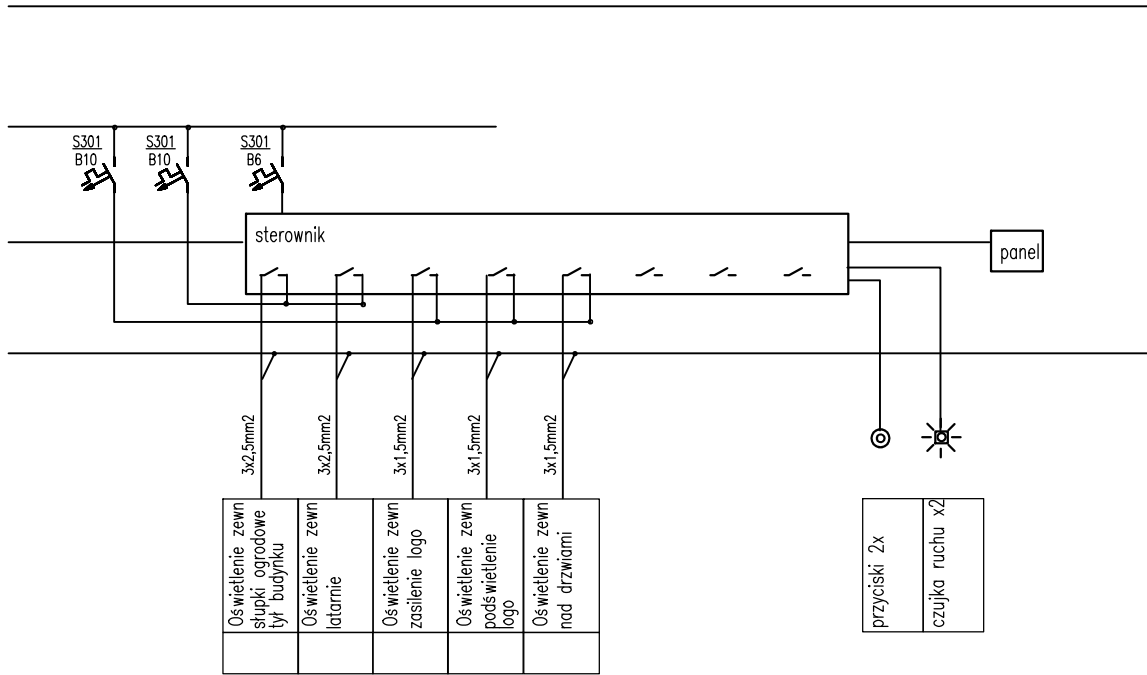 S301
B10
S301
B10
S301
B6
sterownik
panel
3x2,5mm2
3x2,5mm2
3x1,5mm2
3x1,5mm2
3x1,5mm2
Oświetlenie zewn
słupki ogrodowe
tył budynku
Oświetlenie zewn
latarnie
Oświetlenie zewn
zasilenie logo
Oświetlenie zewn
podświetlenie
logo
Oświetlenie zewn
nad drzwiami
przyciski 2x
czujka ruchu x2